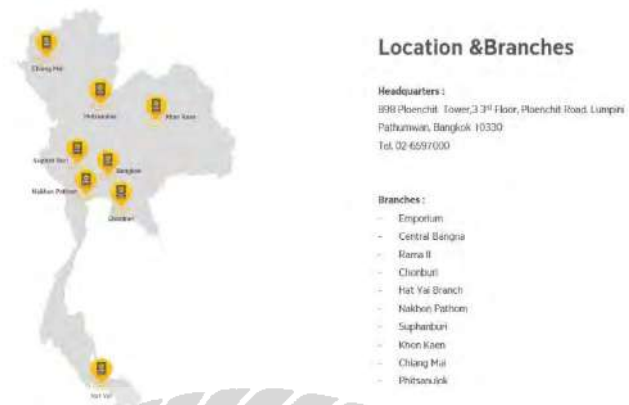 Location &Branches
Headquarters :
898 Ploenchit Tower,3 3rd Floor, Ploenchit Road, Lumpini
Pathumwan, Bangkok 10330
Tel. 02-6597000
Branches :
- Emporium
- Central Bangna
- Rama II
- Chonburi
- Hat Yai Branch
- Nakhon Pathom
- Suphanburi
- Khon Kaen
- Chiang Mai
- Phitsanulok
Chiang Mai
Phitsanulok
Khon Kaen
Suphan Buri
Bangkok
Nakhon Pathom
Chonburi
Hat Yai